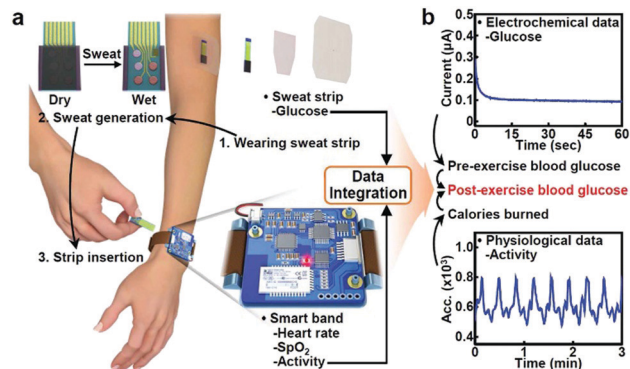 a
Sweat
Dry
Wet
2. Sweat generation
1. Wearing sweat strip
3. Strip insertion
• Sweat strip
-Glucose
Data
Integration
• Smart band
-Heart rate
-SpO₂
-Activity
b
• Electrochemical data
-Glucose
Current (µA)
0.5
0.4
0.3
0.2
0.1
0
0 15 30 45 60
Time (sec)
Pre-exercise blood glucose
Post-exercise blood glucose
Calories burned
• Physiological data
-Activity
Acc. (x10³)
1.0
0.8
0.6
0.4
0 1 2 3
Time (min)